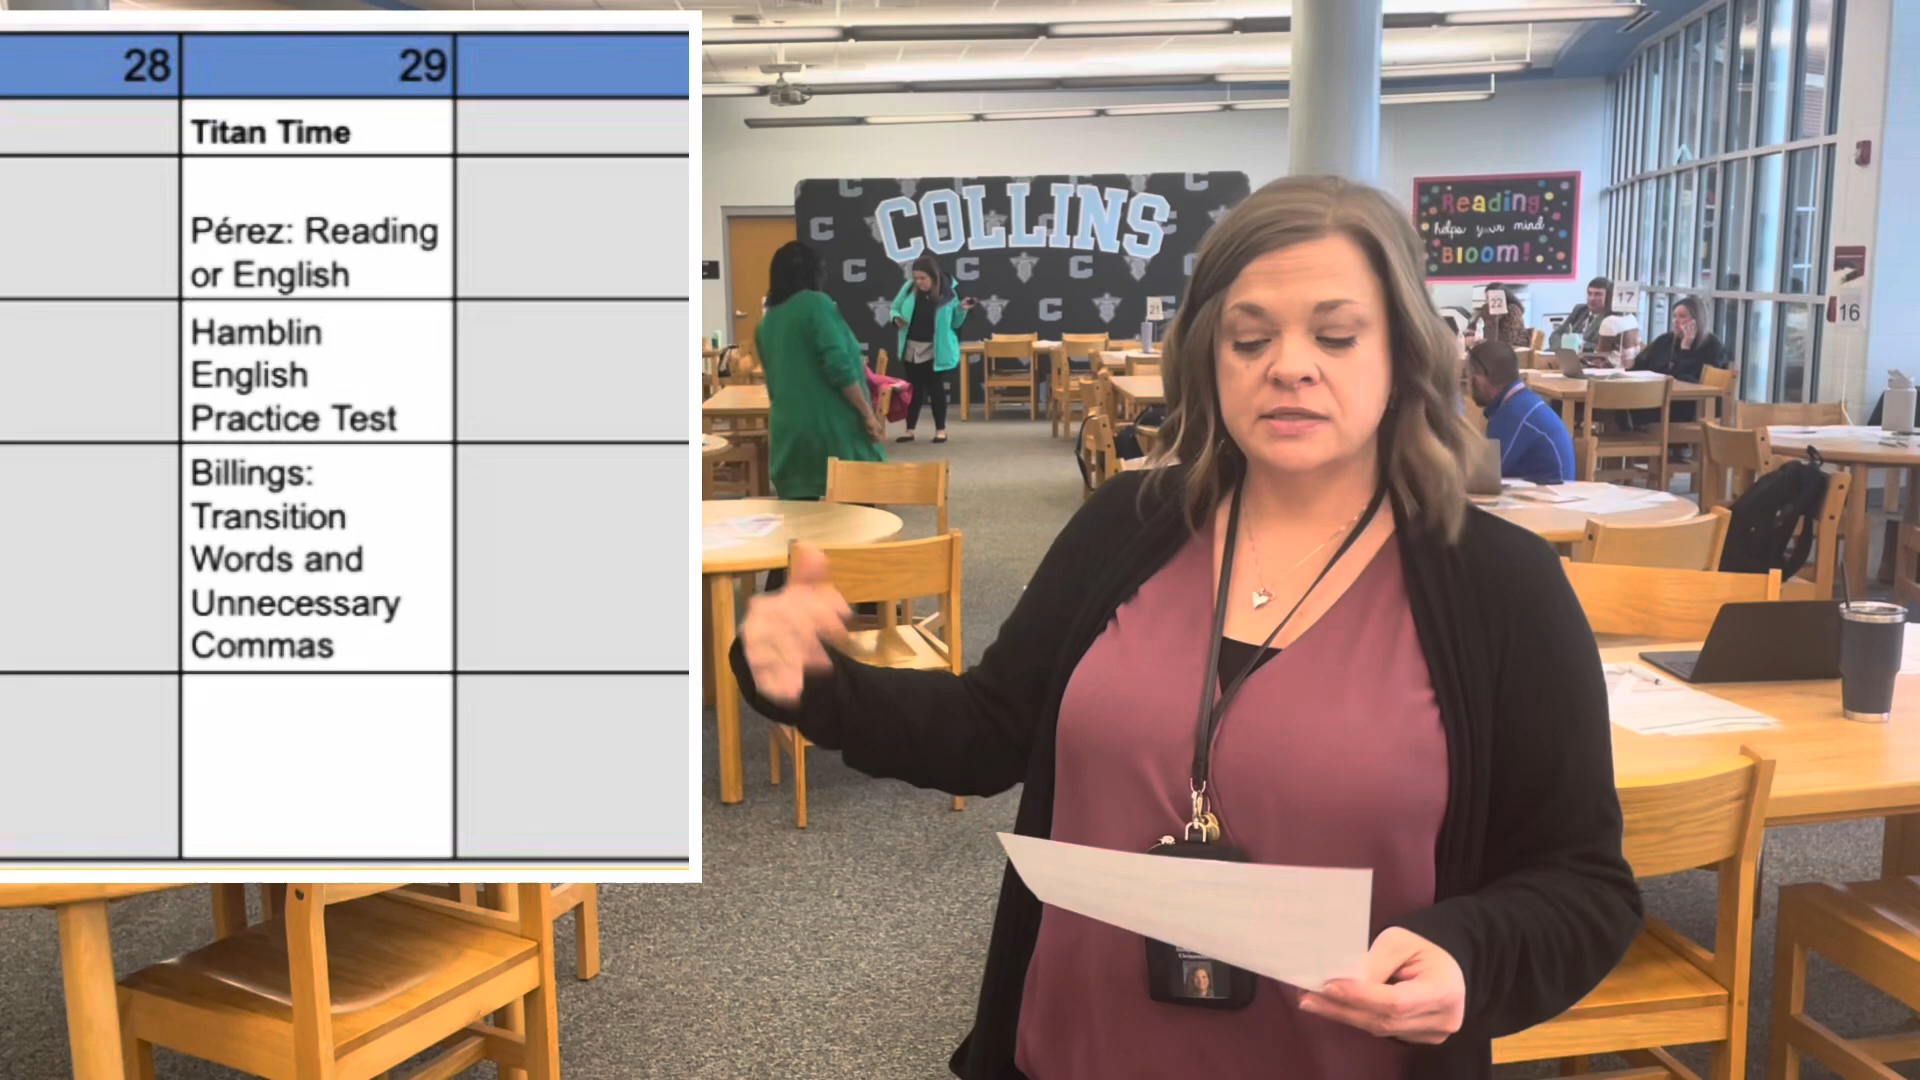 28
29
Titan Time
Pérez: Reading
or English
Hamblin
English
Practice Test
Billings:
Transition
Words and
Unnecessary
Commas
COLLINS
Reading
helps your mind
BLOOM!
21
22
17
16